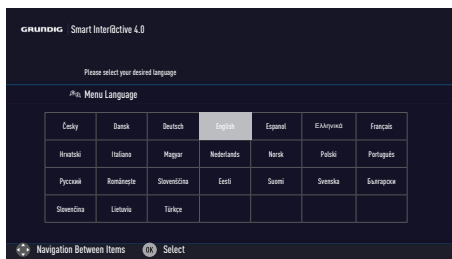 GRUNDIG Smart Inter@ctive 4.0
Please select your desired language
Menu Language
Česky Dansk Deutsch English Espanol Ελληνικά Français
Hrvatski Italiano Magyar Nederlands Norsk Polski Português
Русский Românește Slovenščina Eesti Suomi Svenska Български
Slovenčina Lietuviu Türkçe
Navigation Between Items OK Select